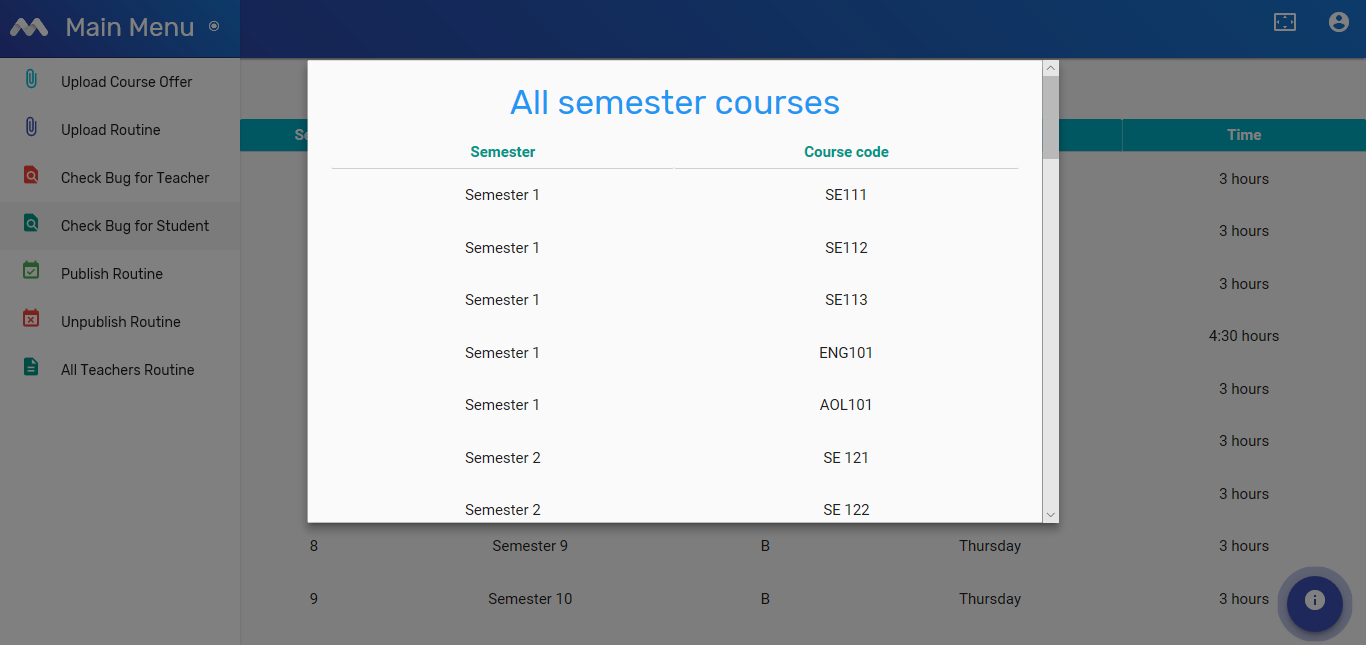 Main Menu
Upload Course Offer
Upload Routine
Check Bug for Teacher
Check Bug for Student
Publish Routine
Unpublish Routine
All Teachers Routine
All semester courses
Semester Course code
Semester 1 SE111
Semester 1 SE112
Semester 1 SE113
Semester 1 ENG101
Semester 1 AOL101
Semester 2 SE 121
Semester 2 SE 122
Time
3 hours
3 hours
3 hours
4:30 hours
3 hours
3 hours
3 hours
8 Semester 9 B Thursday 3 hours
9 Semester 10 B Thursday 3 hours